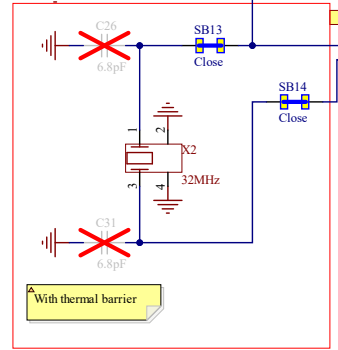 C26
6.8pF
SB13
Close
SB14
Close
1
2
X2
32MHz
3
4
C31
6.8pF
With thermal barrier